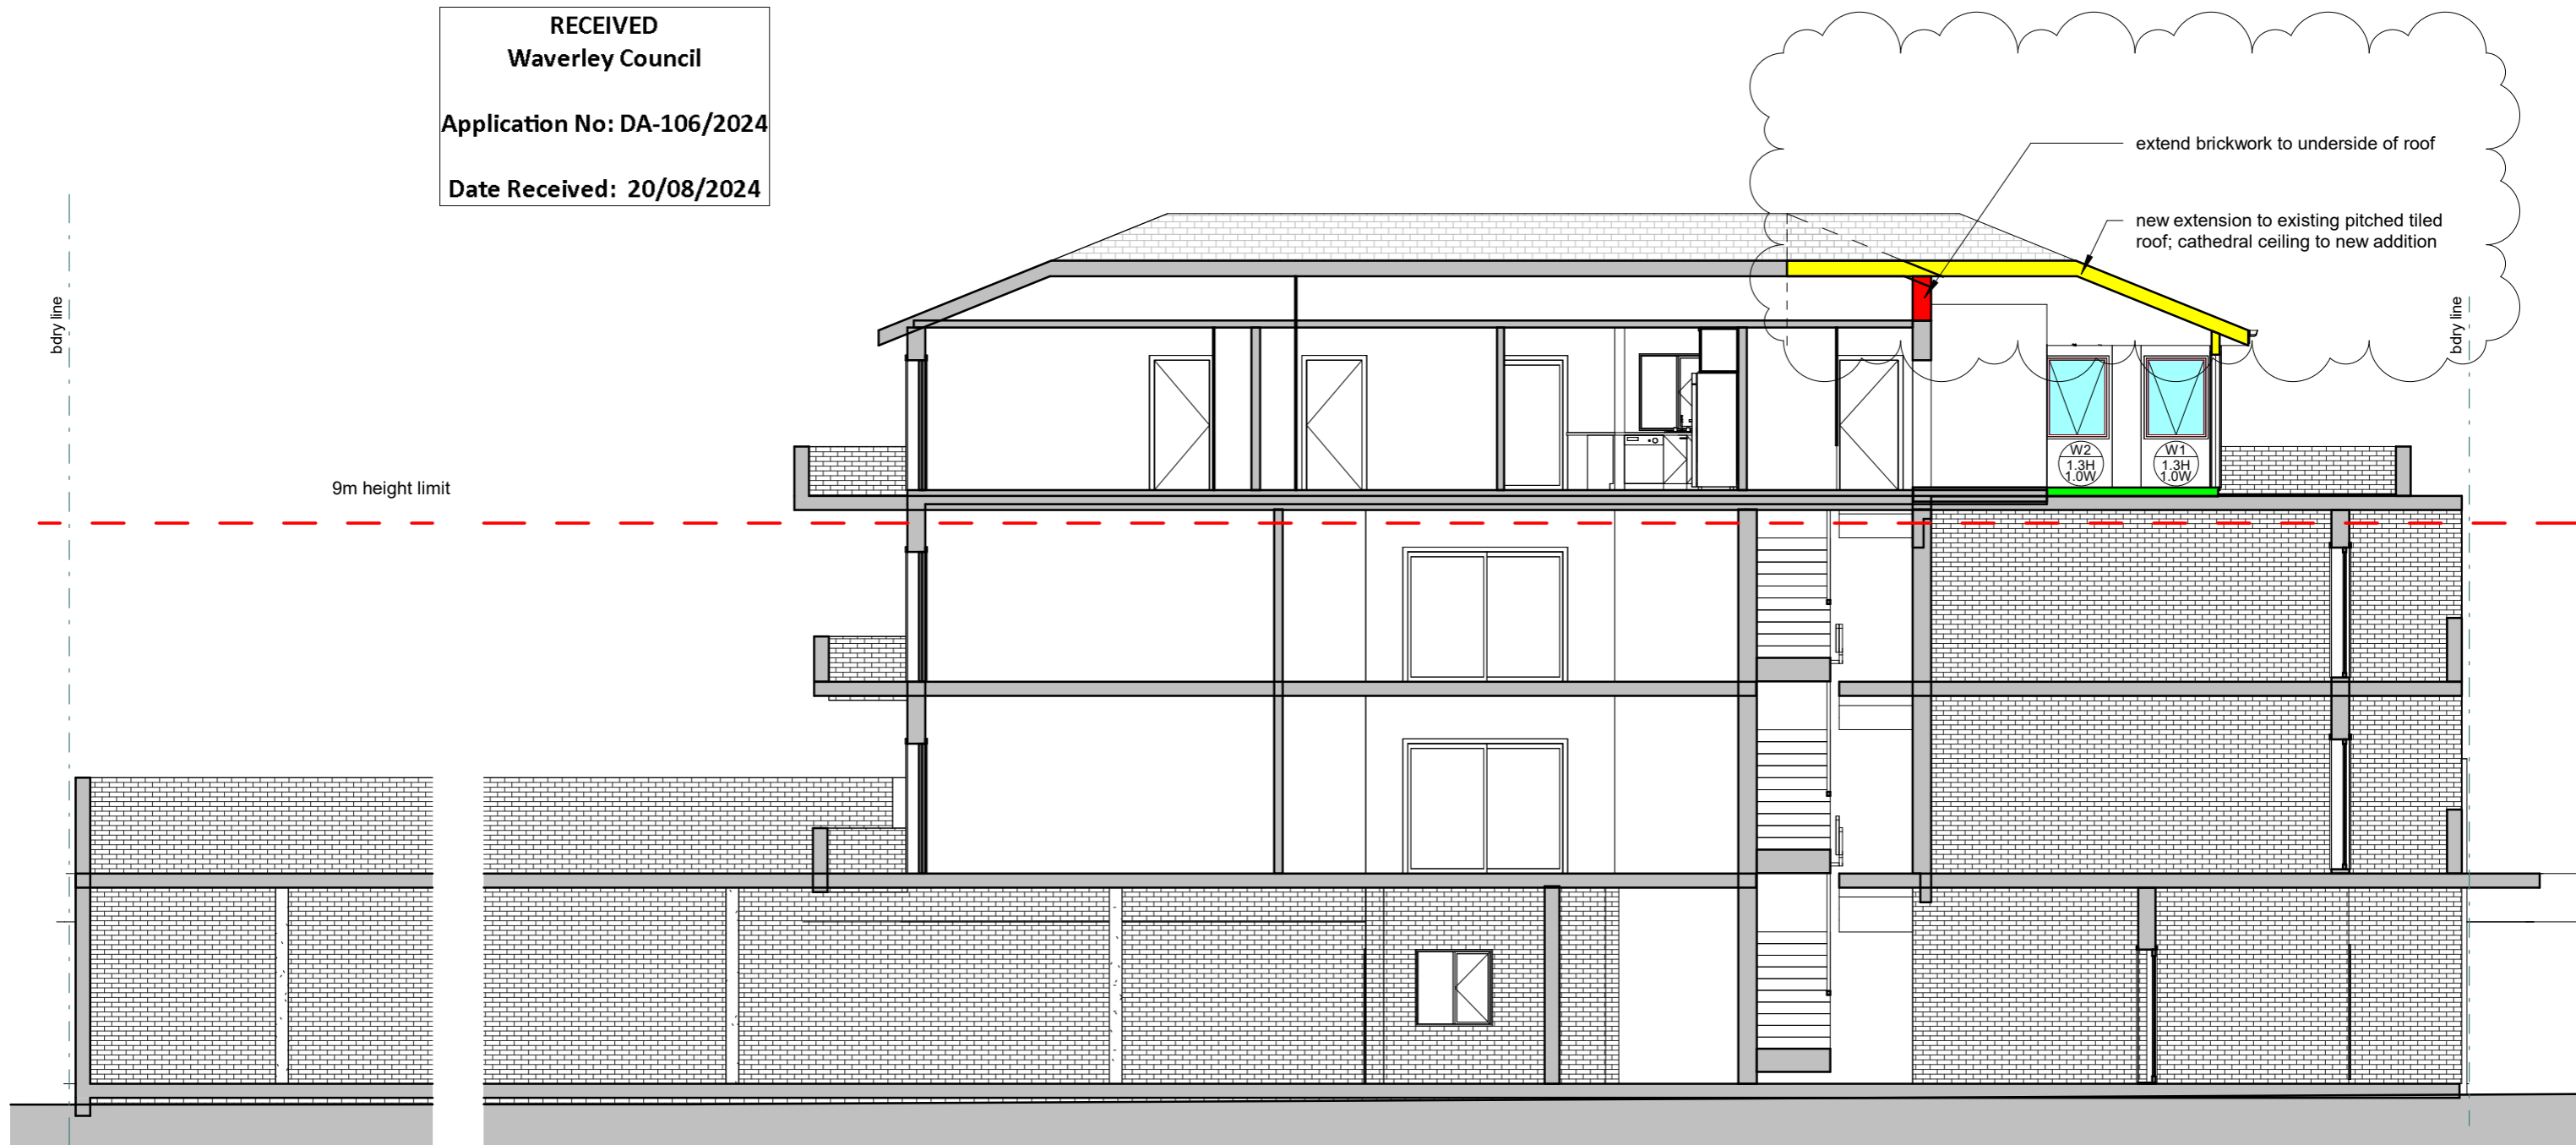 RECEIVED
Waverley Council
Application No: DA-106/2024
Date Received: 20/08/2024
extend brickwork to underside of roof
new extension to existing pitched tiled
roof; cathedral ceiling to new addition
bdry line
bdry line
9m height limit
W2
1.3H
1.0W
W1
1.3H
1.0W